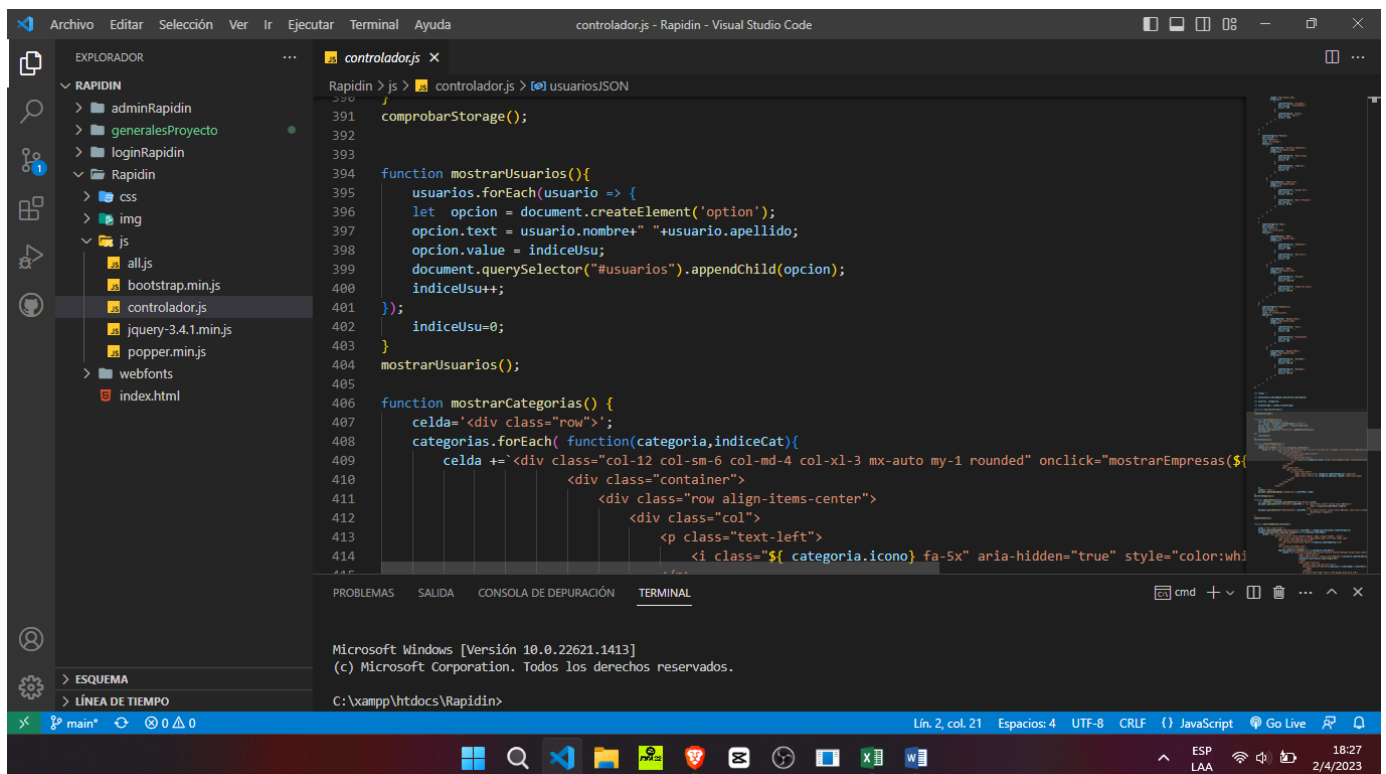 Archivo Editar Selección Ver Ir Ejecutar Terminal Ayuda controlador.js - Rapidin - Visual Studio Code
EXPLORADOR
RAPIDIN
adminRapidin
generalesProyecto
loginRapidin
Rapidin
css
img
js
all.js
bootstrap.min.js
controlador.js
jquery-3.4.1.min.js
popper.min.js
webfonts
index.html
ESQUEMA
LÍNEA DE TIEMPO
controlador.js
Rapidin > js > controlador.js > usuariosJSON
390 }
391 comprobarStorage();
392
393
394 function mostrarUsuarios(){
395 usuarios.forEach(usuario => {
396 let opcion = document.createElement('option');
397 opcion.text = usuario.nombre+" "+usuario.apellido;
398 opcion.value = indiceUsu;
399 document.querySelector("#usuarios").appendChild(opcion);
400 indiceUsu++;
401 });
402 indiceUsu=0;
403 }
404 mostrarUsuarios();
405
406 function mostrarCategorias() {
407 celda='<div class="row">';
408 categorias.forEach( function(categoria,indiceCat){
409 celda +=`<div class="col-12 col-sm-6 col-md-4 col-xl-3 mx-auto my-1 rounded" onclick="mostrarEmpresas(${
410 <div class="container">
411 <div class="row align-items-center">
412 <div class="col">
413 <p class="text-left">
414 <i class="${ categoria.icono} fa-5x" aria-hidden="true" style="color:whi
PROBLEMAS SALIDA CONSOLA DE DEPURACIÓN TERMINAL cmd
Microsoft Windows [Versión 10.0.22621.1413]
(c) Microsoft Corporation. Todos los derechos reservados.
C:\xampp\htdocs\Rapidin>
main* 0 0 Lín. 2, col. 21 Espacios: 4 UTF-8 CRLF {} JavaScript Go Live
ESP
LAA
18:27
2/4/2023